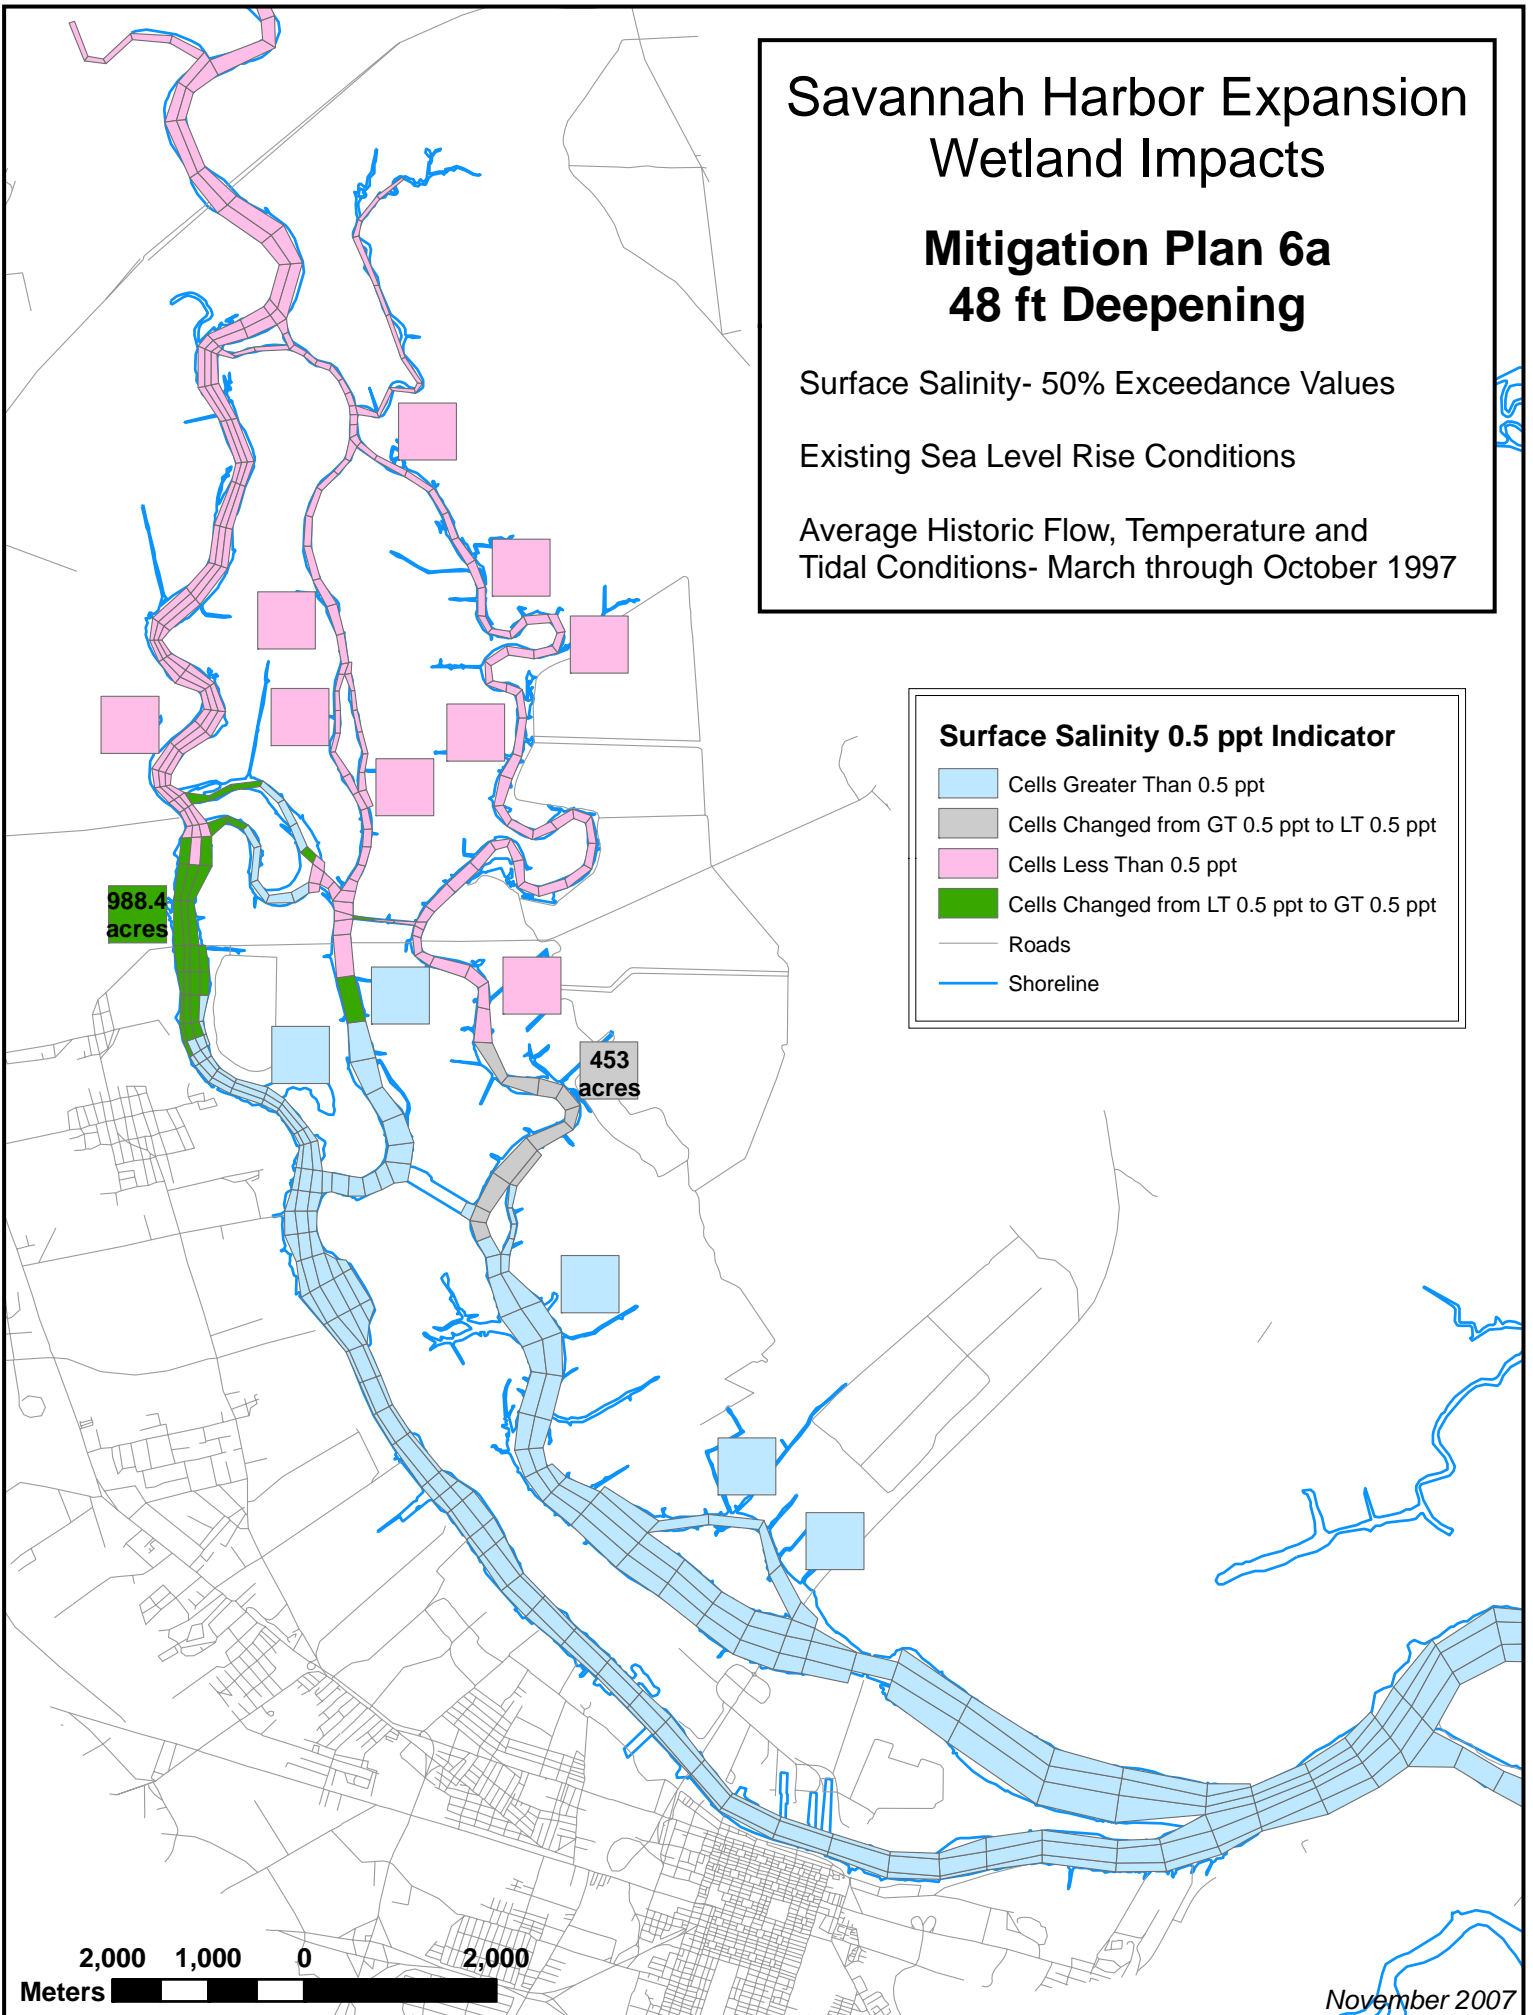 Savannah Harbor Expansion
Wetland Impacts
Mitigation Plan 6a
48 ft Deepening
Surface Salinity- 50% Exceedance Values
Existing Sea Level Rise Conditions
Average Historic Flow, Temperature and
Tidal Conditions- March through October 1997
Surface Salinity 0.5 ppt Indicator
Cells Greater Than 0.5 ppt
Cells Changed from GT 0.5 ppt to LT 0.5 ppt
Cells Less Than 0.5 ppt
Cells Changed from LT 0.5 ppt to GT 0.5 ppt
Roads
Shoreline
988.4
acres
453
acres
2,000 1,000 0 2,000
Meters
November 2007